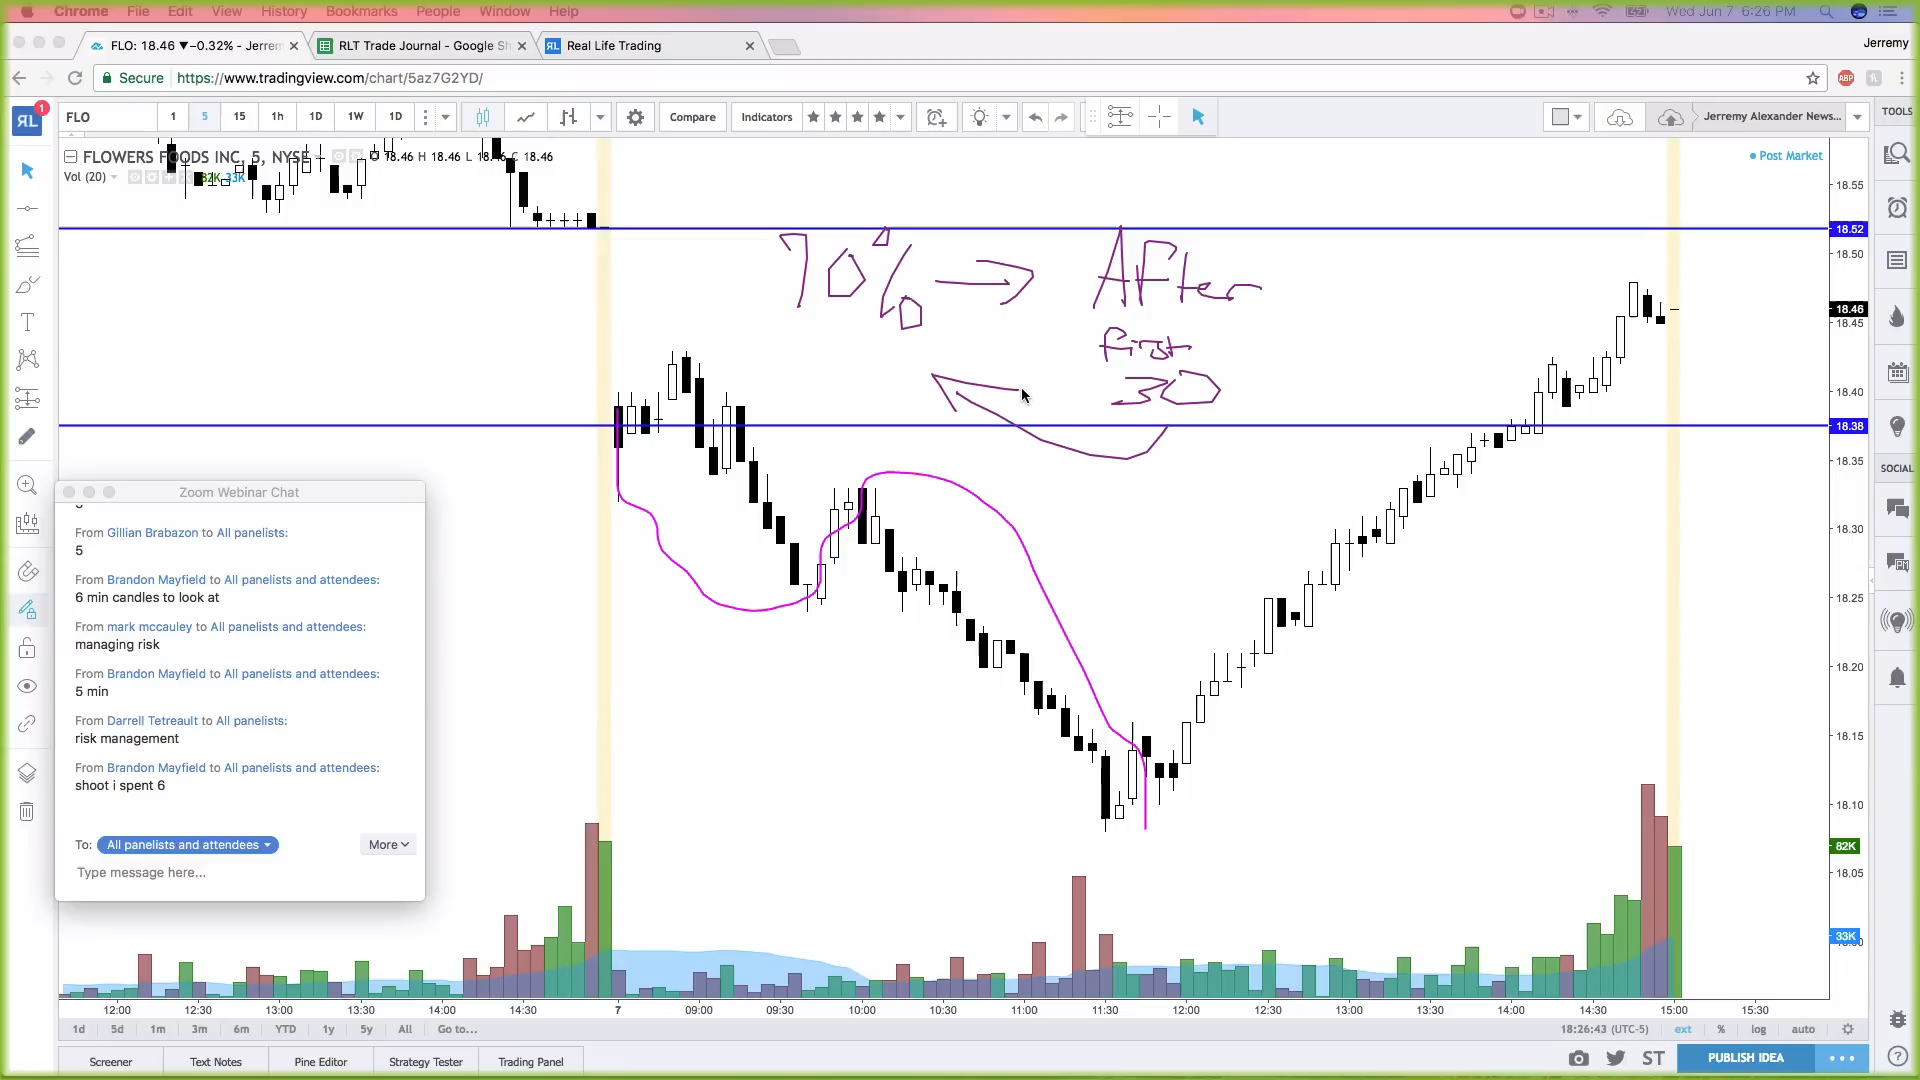 Chrome File Edit View History Bookmarks People Window Help Wed Jun 7 6:26 PM
FLO: 18.46 ▼−0.32% - Jerrem RLT Trade Journal - Google Sh Real Life Trading Jeremy
Secure https://www.tradingview.com/chart/5az7G2YD/
FLO 1 5 15 1h 1D 1W 1D Compare Indicators Jerremy Alexander News... TOOLS
FLOWERS FOODS INC, 5, NYSE O 18.46 H 18.46 L 18.46 C 18.46 Post Market
Vol (20) 82K 33K
18.55
18.52
18.50
70% → After
18.46
18.45
first
18.40
30
18.38
18.35
SOCIAL
18.30
18.25
18.20
18.15
18.10
82K
18.05
33K
Zoom Webinar Chat
From Gillian Brabazon to All panelists:
5
From Brandon Mayfield to All panelists and attendees:
6 min candles to look at
From mark mccauley to All panelists and attendees:
managing risk
From Brandon Mayfield to All panelists and attendees:
5 min
From Darrell Tetreault to All panelists:
risk management
From Brandon Mayfield to All panelists and attendees:
shoot i spent 6
To: All panelists and attendees More
Type message here...
12:00 12:30 13:00 13:30 14:00 14:30 7 09:00 09:30 10:00 10:30 11:00 11:30 12:00 12:30 13:00 13:30 14:00 14:30 15:00 15:30
1d 5d 1m 3m 6m YTD 1y 5y All Go to... 18:26:43 (UTC-5) ext % log auto
Screener Text Notes Pine Editor Strategy Tester Trading Panel ST PUBLISH IDEA